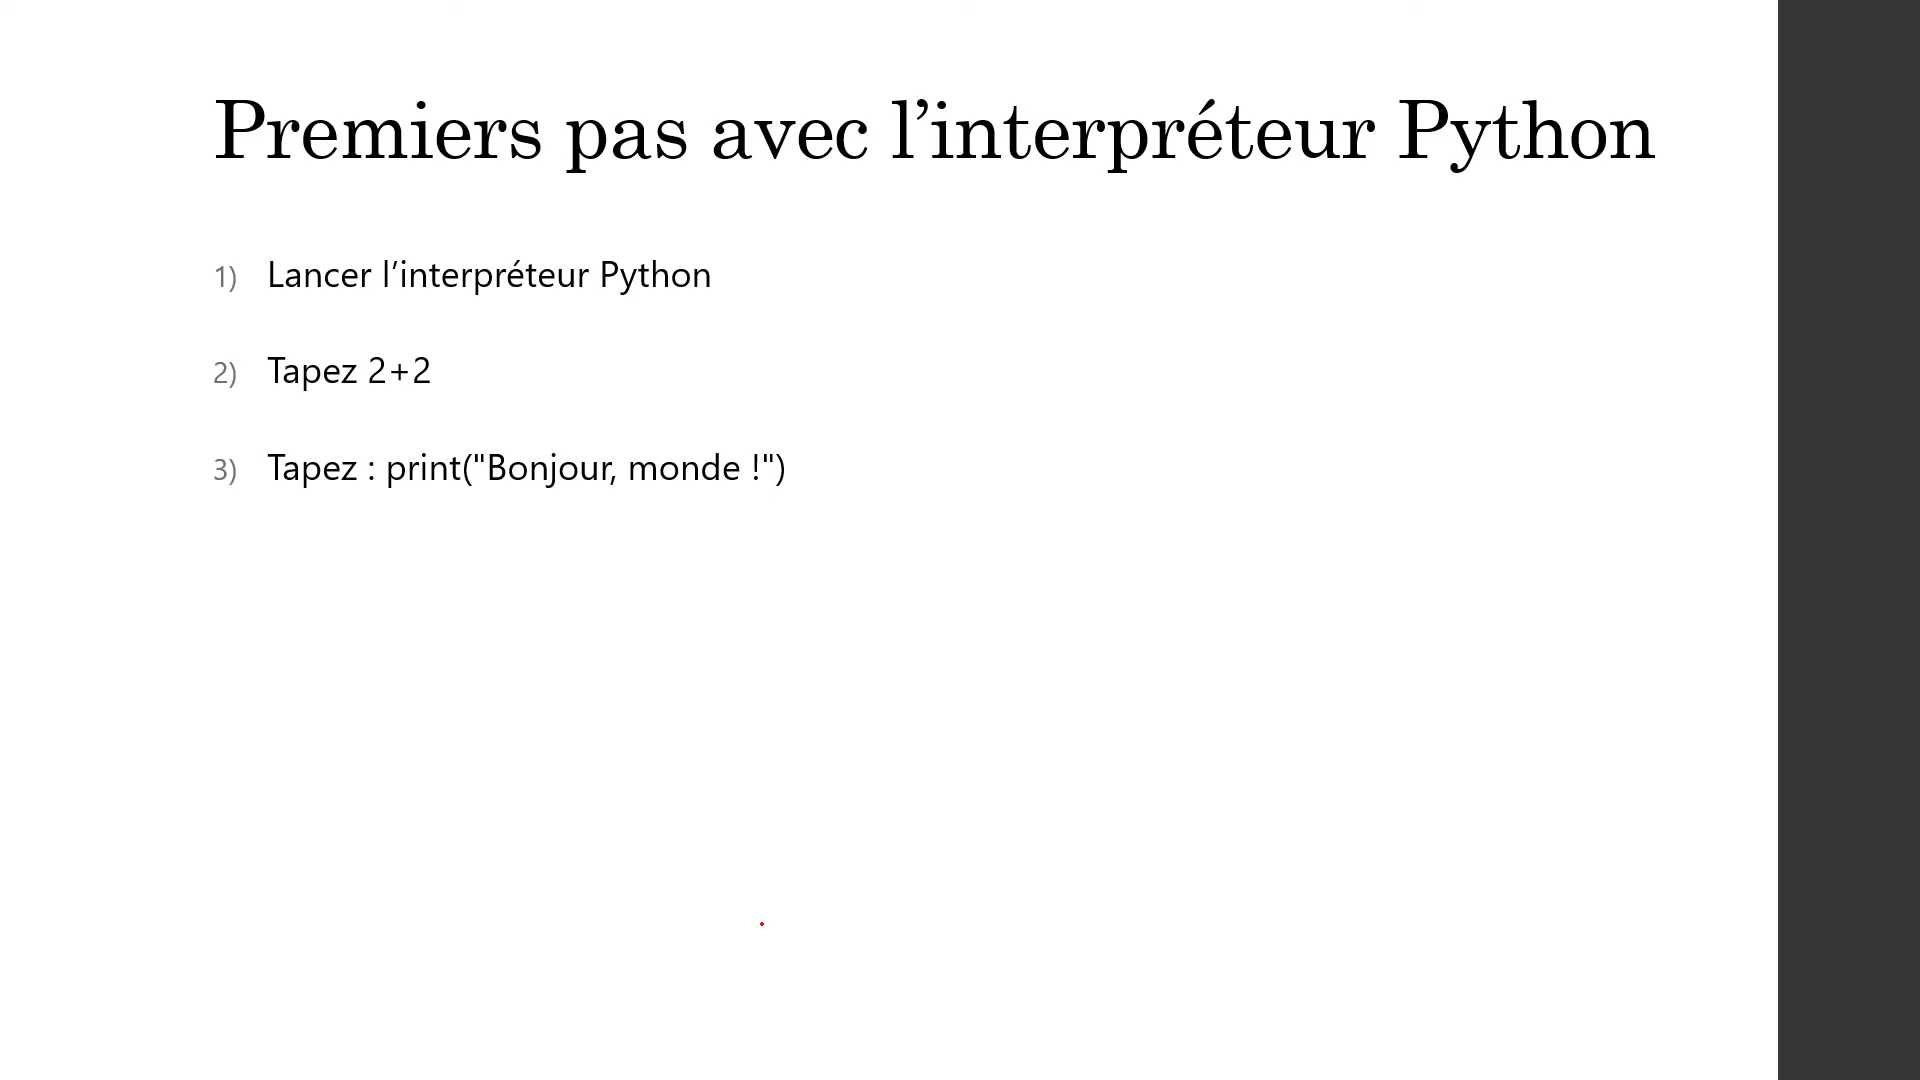 Premiers pas avec l’interpréteur Python
1) Lancer l’interpréteur Python
2) Tapez 2+2
3) Tapez : print("Bonjour, monde !")